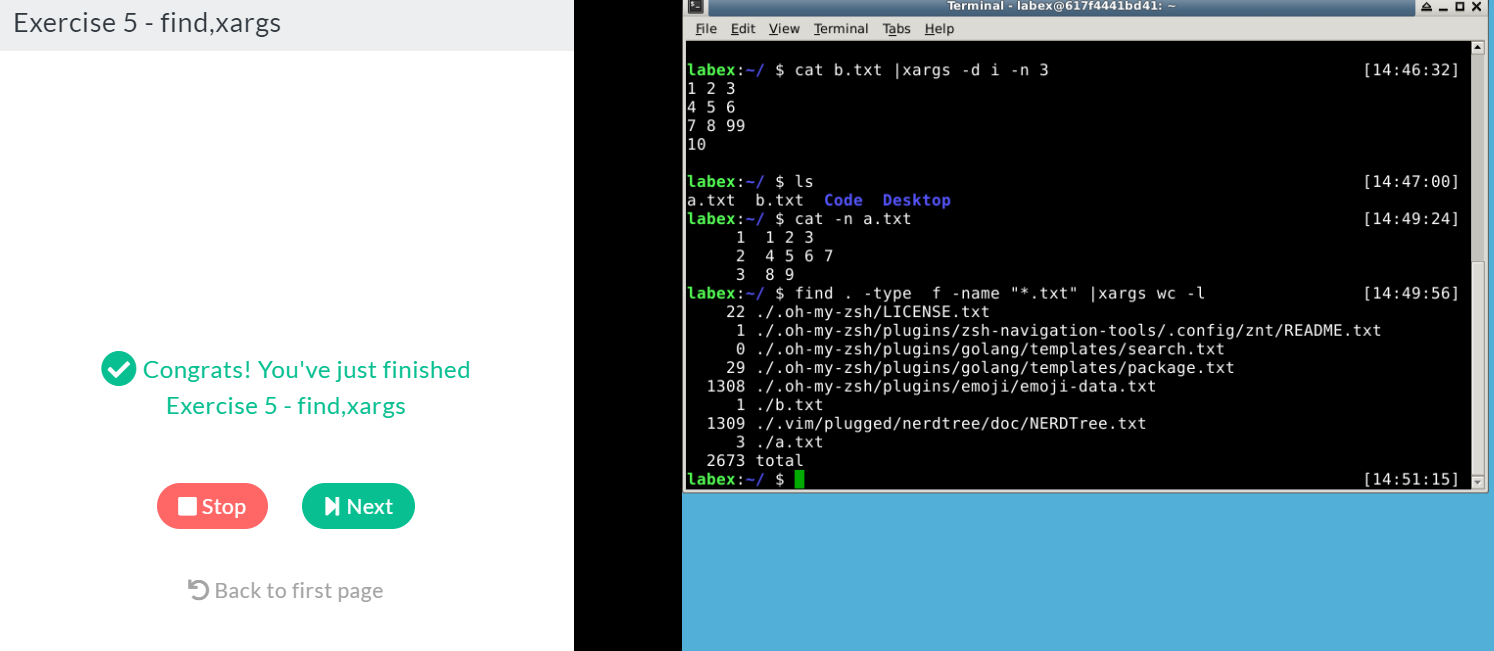 Exercise 5 - find,xargs
Congrats! You've just finished
Exercise 5 - find,xargs
Stop
Next
Back to first page
Terminal - labex@617f4441bd41: ~
File Edit View Terminal Tabs Help
labex:~/ $ cat b.txt |xargs -d i -n 3 [14:46:32]
1 2 3
4 5 6
7 8 99
10
labex:~/ $ ls [14:47:00]
a.txt b.txt Code Desktop
labex:~/ $ cat -n a.txt [14:49:24]
1 1 2 3
2 4 5 6 7
3 8 9
labex:~/ $ find . -type  f -name "*.txt" |xargs wc -l [14:49:56]
22 ./.oh-my-zsh/LICENSE.txt
1 ./.oh-my-zsh/plugins/zsh-navigation-tools/.config/znt/README.txt
0 ./.oh-my-zsh/plugins/golang/templates/search.txt
29 ./.oh-my-zsh/plugins/golang/templates/package.txt
1308 ./.oh-my-zsh/plugins/emoji/emoji-data.txt
1 ./b.txt
1309 ./.vim/plugged/nerdtree/doc/NERDTree.txt
3 ./a.txt
2673 total
labex:~/ $ [14:51:15]